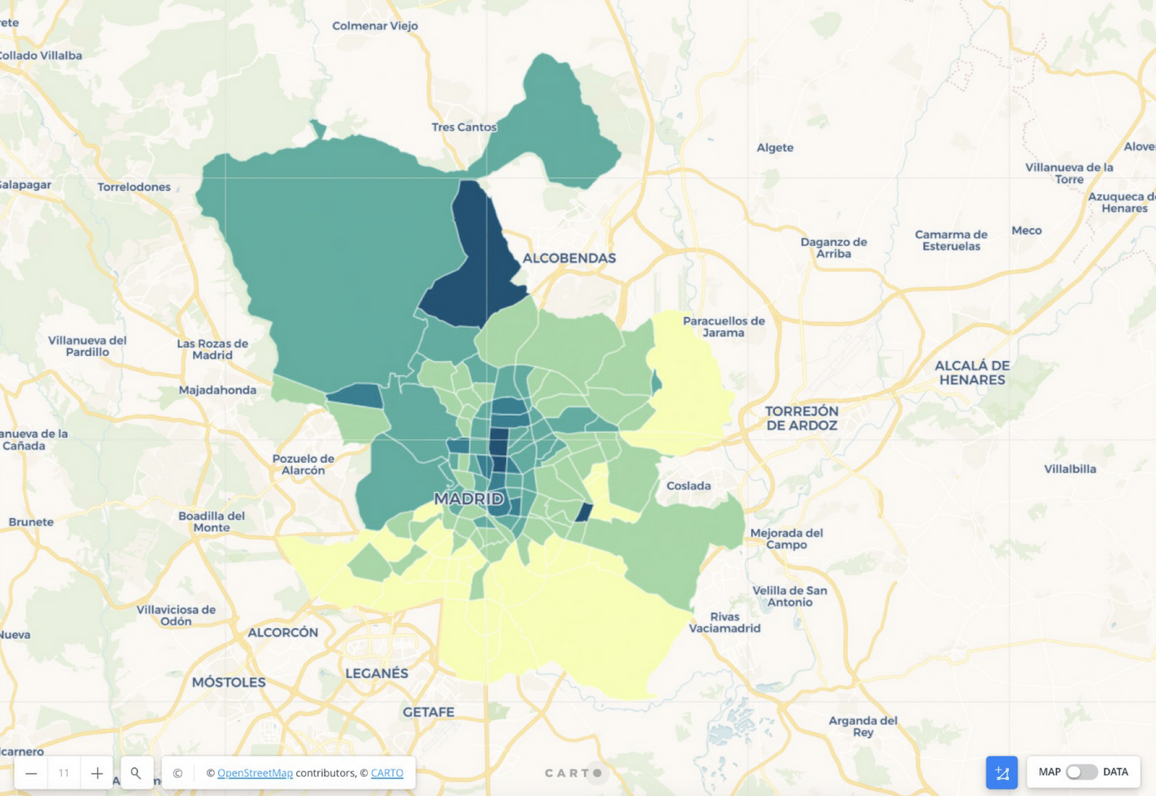 rete
Colmenar Viejo
Collado Villalba
Tres Cantos
Algete
Alove
Villanueva de la
Torre
Galapagar
Torrelodones
Azuqueca de
Henares
Meco
Camarma de
Esteruelas
Daganzo de
Arriba
ALCOBENDAS
Paracuellos de
Jarama
Villanueva del
Pardillo
Las Rozas de
Madrid
ALCALÁ DE
HENARES
Majadahonda
TORREJÓN
DE ARDOZ
anueva de la
Cañada
Pozuelo de
Alarcón
Villalbilla
Coslada
MADRID
Boadilla del
Monte
Brunete
Mejorada del
Campo
Velilla de San
Antonio
Villaviciosa de
Odón
Rivas
Vaciamadrid
ALCORCÓN
Nueva
LEGANÉS
MÓSTOLES
GETAFE
Arganda del
Rey
lcarnero
— 11 +
© © OpenStreetMap contributors, © CARTO
CARTO
MAP DATA